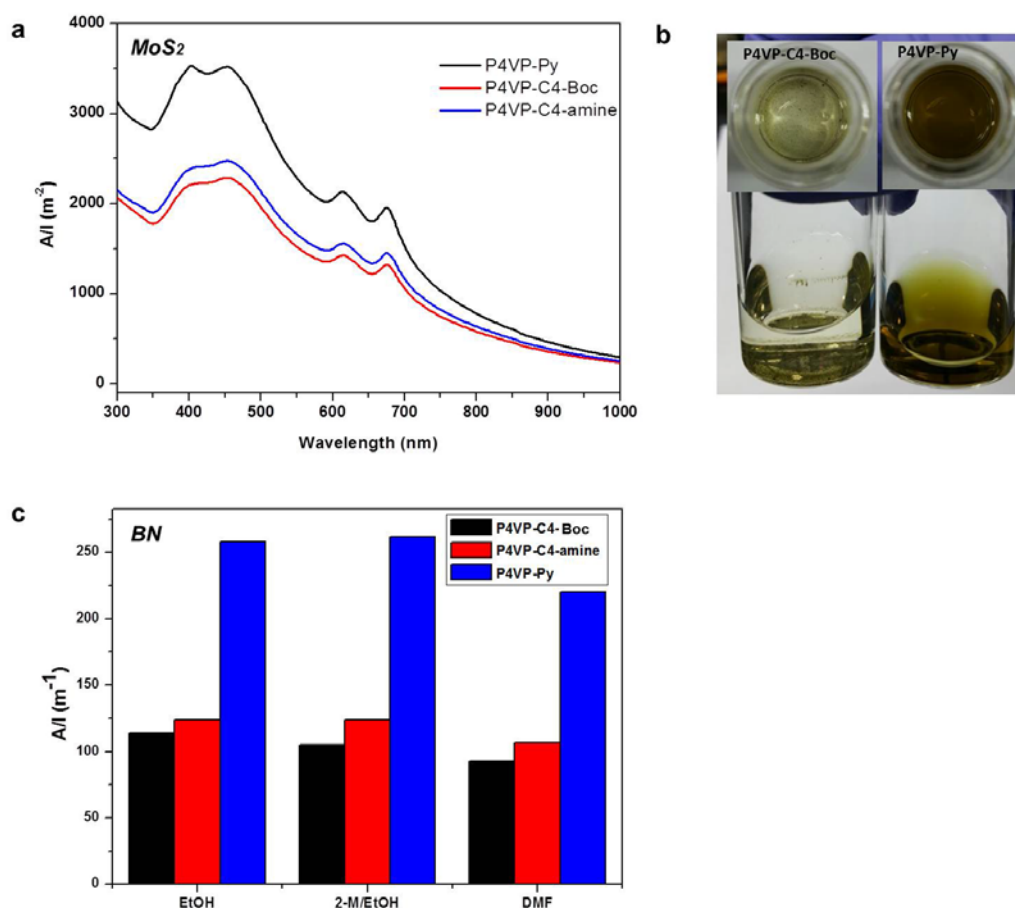 a
MoS2
P4VP-Py
P4VP-C4-Boc
P4VP-C4-amine
A/I (m-2)
4000
3000
2000
1000
0
300 400 500 600 700 800 900 1000
Wavelength (nm)
b
P4VP-C4-Boc
P4VP-Py
c
BN
P4VP-C4-Boc
P4VP-C4-amine
P4VP-Py
A/I (m-1)
250
200
150
100
50
0
EtOH 2-M/EtOH DMF